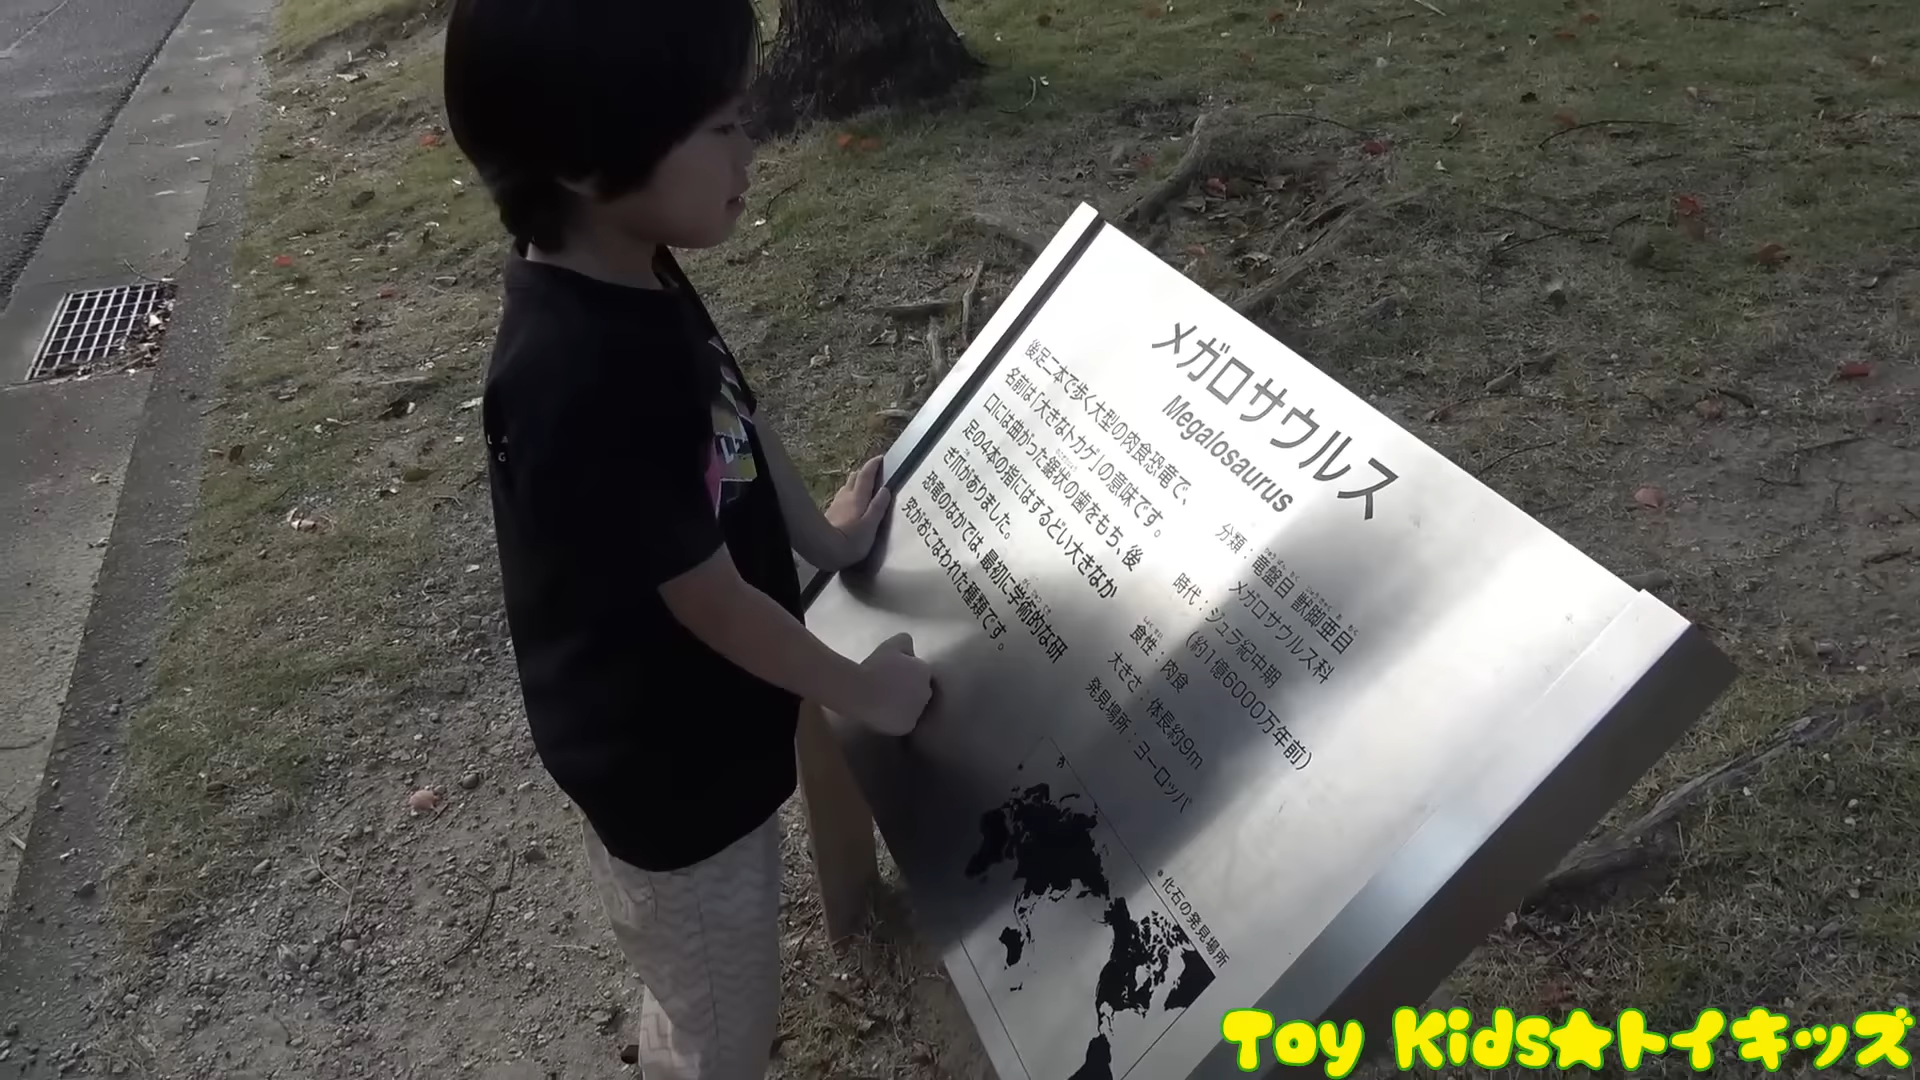 メガロサウルス
Megalosaurus
後足二本で歩く大型の肉食恐竜で、
名前は「大きなトカゲ」の意味です。
口には曲がった鋸状の歯をもち、後
足の4本の指にはするどい大きなか
ぎ爪がありました。
恐竜のなかでは、最初に学術的な研
究がおこなわれた種類です。
分類：竜盤目 獣脚亜目
メガロサウルス科
時代：ジュラ紀中期
（約1億6000万年前）
食性：肉食
大きさ：体長約9m
発見場所：ヨーロッパ
● 化石の発見場所
Toy Kids★トイキッズ